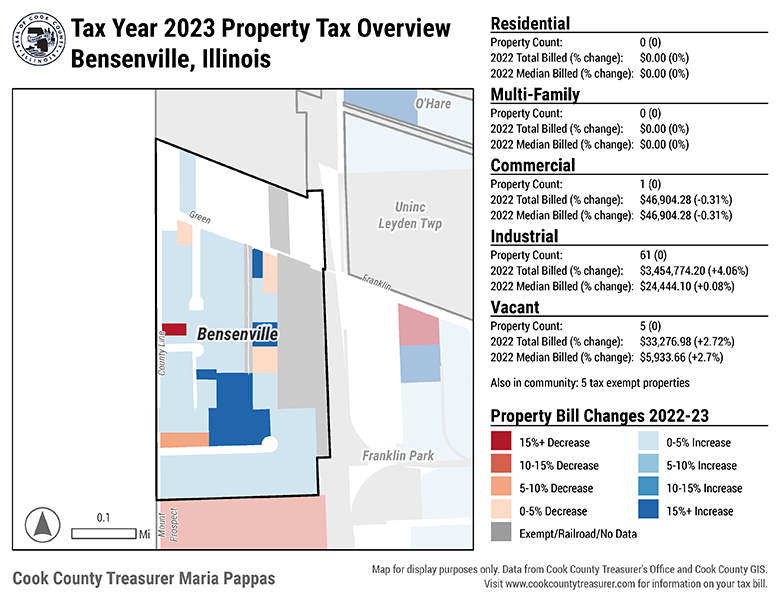 SEAL OF COOK COUNTY
ILLINOIS
Tax Year 2023 Property Tax Overview
Bensenville, Illinois
O'Hare
Uninc
Leyden Twp
Green
Franklin
Bensenville
County Line
Franklin Park
Mount
Prospect
0.1
Mi
Residential
Property Count: 0 (0)
2022 Total Billed (% change): $0.00 (0%)
2022 Median Billed (% change): $0.00 (0%)
Multi-Family
Property Count: 0 (0)
2022 Total Billed (% change): $0.00 (0%)
2022 Median Billed (% change): $0.00 (0%)
Commercial
Property Count: 1 (0)
2022 Total Billed (% change): $46,904.28 (-0.31%)
2022 Median Billed (% change): $46,904.28 (-0.31%)
Industrial
Property Count: 61 (0)
2022 Total Billed (% change): $3,454,774.20 (+4.06%)
2022 Median Billed (% change): $24,444.10 (+0.08%)
Vacant
Property Count: 5 (0)
2022 Total Billed (% change): $33,276.98 (+2.72%)
2022 Median Billed (% change): $5,933.66 (+2.7%)
Also in community: 5 tax exempt properties
Property Bill Changes 2022-23
15%+ Decrease
10-15% Decrease
5-10% Decrease
0-5% Decrease
Exempt/Railroad/No Data
0-5% Increase
5-10% Increase
10-15% Increase
15%+ Increase
Cook County Treasurer Maria Pappas
Map for display purposes only. Data from Cook County Treasurer's Office and Cook County GIS.
Visit www.cookcountytreasurer.com for information on your tax bill.